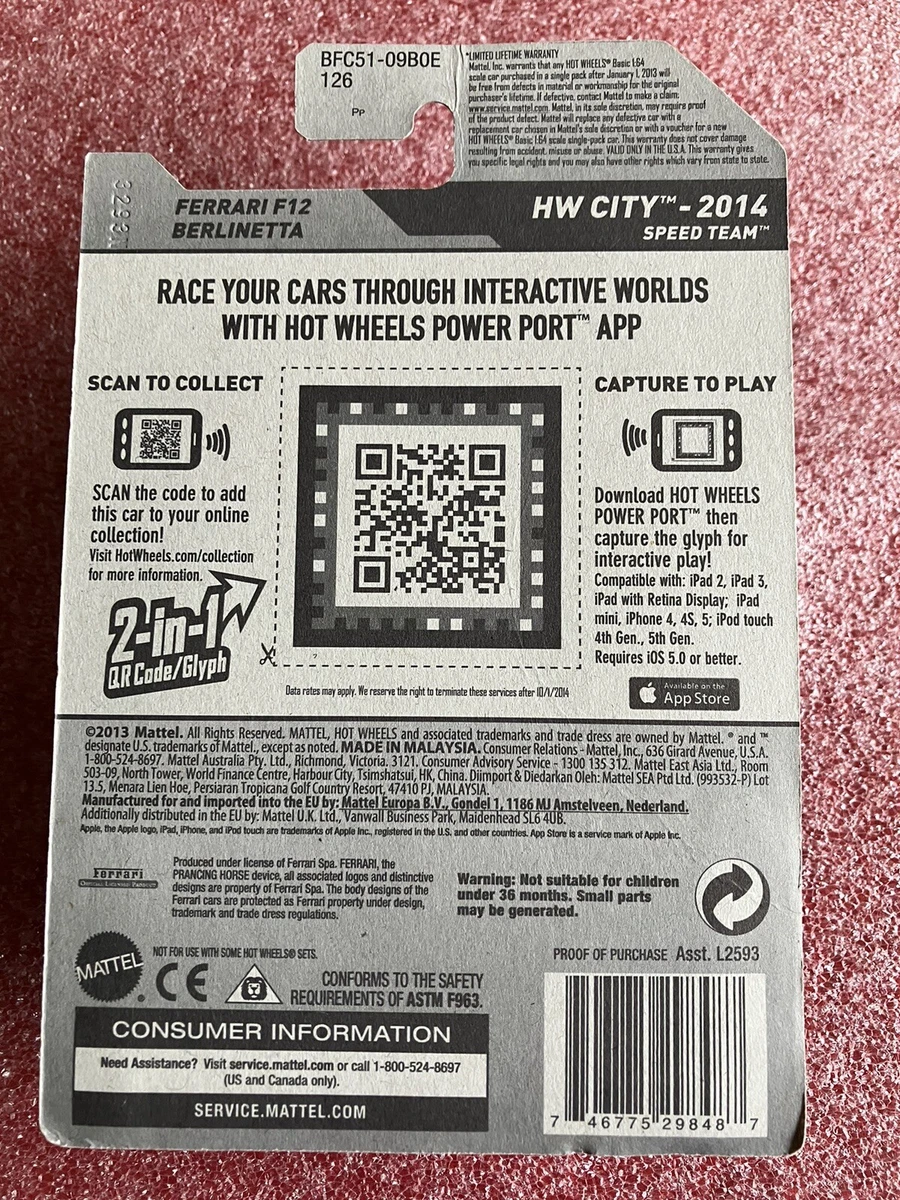 BFC51-09B0E
126
PP
*LIMITED LIFETIME WARRANTY
Mattel, Inc. warrants that any HOT WHEELS® Basic 1:64
scale car purchased in a single pack after January 1, 2013 will
be free from defects in material or workmanship for the original
purchaser's lifetime. If defective, contact Mattel to make a claim:
www.service.mattel.com. Mattel, in its sole discretion, may require proof
of the product defect. Mattel will replace any defective car with a
replacement car chosen in Mattel's sole discretion or with a voucher for a new
HOT WHEELS® Basic 1:64 scale single-pack car. This warranty does not cover damage
resulting from accident, misuse or abuse. VALID ONLY IN THE U.S.A. This warranty gives
you specific legal rights and you may also have other rights which vary from state to state.
FERRARI F12
BERLINETTA
HW CITY™ - 2014
SPEED TEAM™
RACE YOUR CARS THROUGH INTERACTIVE WORLDS
WITH HOT WHEELS POWER PORT™ APP
SCAN TO COLLECT
SCAN the code to add
this car to your online
collection!
Visit HotWheels.com/collection
for more information.
2-in-1
QR Code/Glyph
CAPTURE TO PLAY
Download HOT WHEELS
POWER PORT™ then
capture the glyph for
interactive play!
Compatible with: iPad 2, iPad 3,
iPad with Retina Display; iPad
mini, iPhone 4, 4S, 5; iPod touch
4th Gen., 5th Gen.
Requires iOS 5.0 or better.
Available on the
App Store
Data rates may apply. We reserve the right to terminate these services after 10/1/2014
©2013 Mattel. All Rights Reserved. MATTEL, HOT WHEELS and associated trademarks and trade dress are owned by Mattel. ® and ™
designate U.S. trademarks of Mattel, except as noted. MADE IN MALAYSIA. Consumer Relations - Mattel, Inc., 636 Girard Avenue, U.S.A.
1-800-524-8697. Mattel Australia Pty. Ltd., Richmond, Victoria. 3121. Consumer Advisory Service - 1300 135 312. Mattel East Asia Ltd., Room
503-09, North Tower, World Finance Centre, Harbour City, Tsimshatsui, HK, China. Diimport & Diedarkan Oleh: Mattel SEA Ptd Ltd. (993532-P) Lot
13.5, Menara Lien Hoe, Persiaran Tropicana Golf Country Resort, 47410 PJ, MALAYSIA.
Manufactured for and imported into the EU by: Mattel Europa B.V., Gondel 1, 1186 MJ Amstelveen, Nederland.
Additionally distributed in the EU by: Mattel U.K. Ltd., Vanwall Business Park, Maidenhead SL6 4UB.
Apple, the Apple logo, iPad, iPhone, and iPod touch are trademarks of Apple Inc., registered in the U.S. and other countries. App Store is a service mark of Apple Inc.
Ferrari
OFFICIAL LICENSED PRODUCT
Produced under license of Ferrari Spa. FERRARI, the
PRANCING HORSE device, all associated logos and distinctive
designs are property of Ferrari Spa. The body designs of the
Ferrari cars are protected as Ferrari property under design,
trademark and trade dress regulations.
Warning: Not suitable for children
under 36 months. Small parts
may be generated.
MATTEL
NOT FOR USE WITH SOME HOT WHEELS® SETS.
CE
CONFORMS TO THE SAFETY
REQUIREMENTS OF ASTM F963.
PROOF OF PURCHASE Asst. L2593
CONSUMER INFORMATION
Need Assistance? Visit service.mattel.com or call 1-800-524-8697
(US and Canada only).
SERVICE.MATTEL.COM
7 46775 29848 7